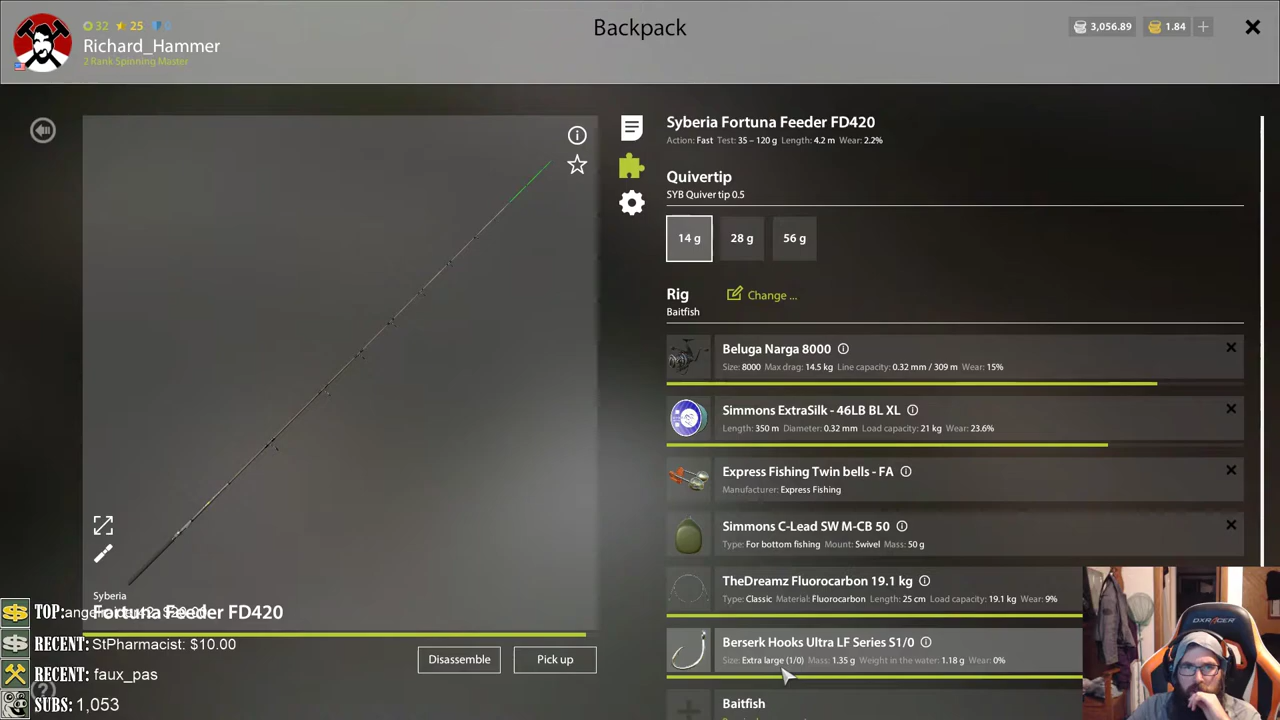 32 25
Richard_Hammer
2 Rank Spinning Master
Backpack
3,056.89
1.84
Syberia Fortuna Feeder FD420
Action: Fast Test: 35 – 120 g Length: 4.2 m Wear: 2.2%
Quivertip
SYB Quiver tip 0.5
14 g
28 g
56 g
Rig
Change ...
Baitfish
Beluga Narga 8000
Size: 8000 Max drag: 14.5 kg Line capacity: 0.32 mm / 309 m Wear: 15%
Simmons ExtraSilk - 46LB BL XL
Length: 350 m Diameter: 0.32 mm Load capacity: 21 kg Wear: 23.6%
Express Fishing Twin bells - FA
Manufacturer: Express Fishing
Simmons C-Lead SW M-CB 50
Type: For bottom fishing Mount: Swivel Mass: 50 g
TheDreamz Fluorocarbon 19.1 kg
Type: Classic Material: Fluorocarbon Length: 25 cm Load capacity: 19.1 kg Wear: 9%
Berserk Hooks Ultra LF Series S1/0
Size: Extra large (1/0) Mass: 1.35 g Weight in the water: 1.18 g Wear: 0%
Baitfish
Syberia
Fortuna Feeder FD420
Disassemble
Pick up
TOP:
RECENT: StPharmacist: $10.00
RECENT: faux_pas
SUBS: 1,053
DXRACER